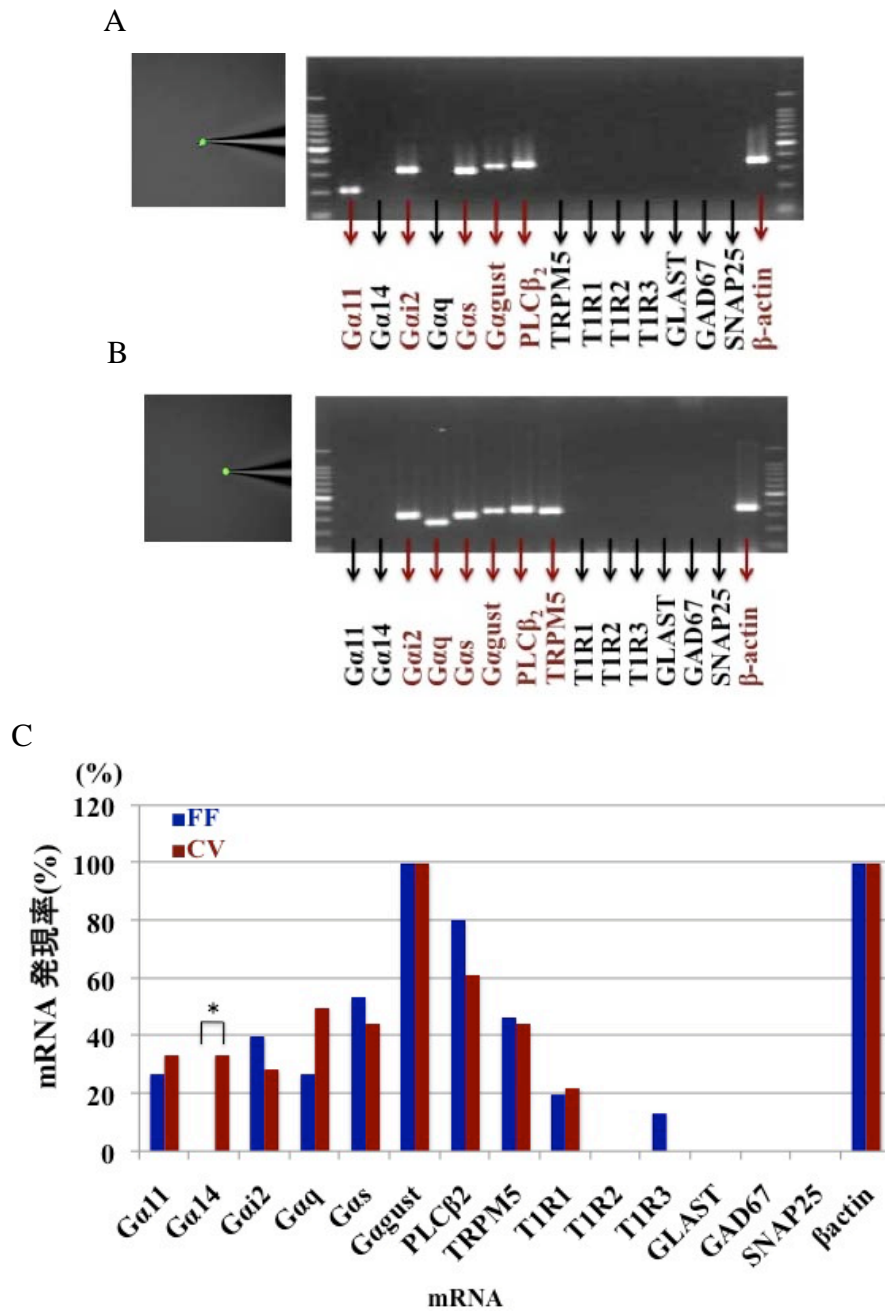 A
Gα11
Gα14
Gαi2
Gαq
Gαs
Gαgust
PLCβ2
TRPM5
T1R1
T1R2
T1R3
GLAST
GAD67
SNAP25
β-actin
B
Gα11
Gα14
Gαi2
Gαq
Gαs
Gαgust
PLCβ2
TRPM5
T1R1
T1R2
T1R3
GLAST
GAD67
SNAP25
β-actin
C
(%)
mRNA 発現率(%)
120
100
80
60
40
20
0
FF
CV
*
Gα11
Gα14
Gαi2
Gαq
Gαs
Gαgust
PLCβ2
TRPM5
T1R1
T1R2
T1R3
GLAST
GAD67
SNAP25
βactin
mRNA